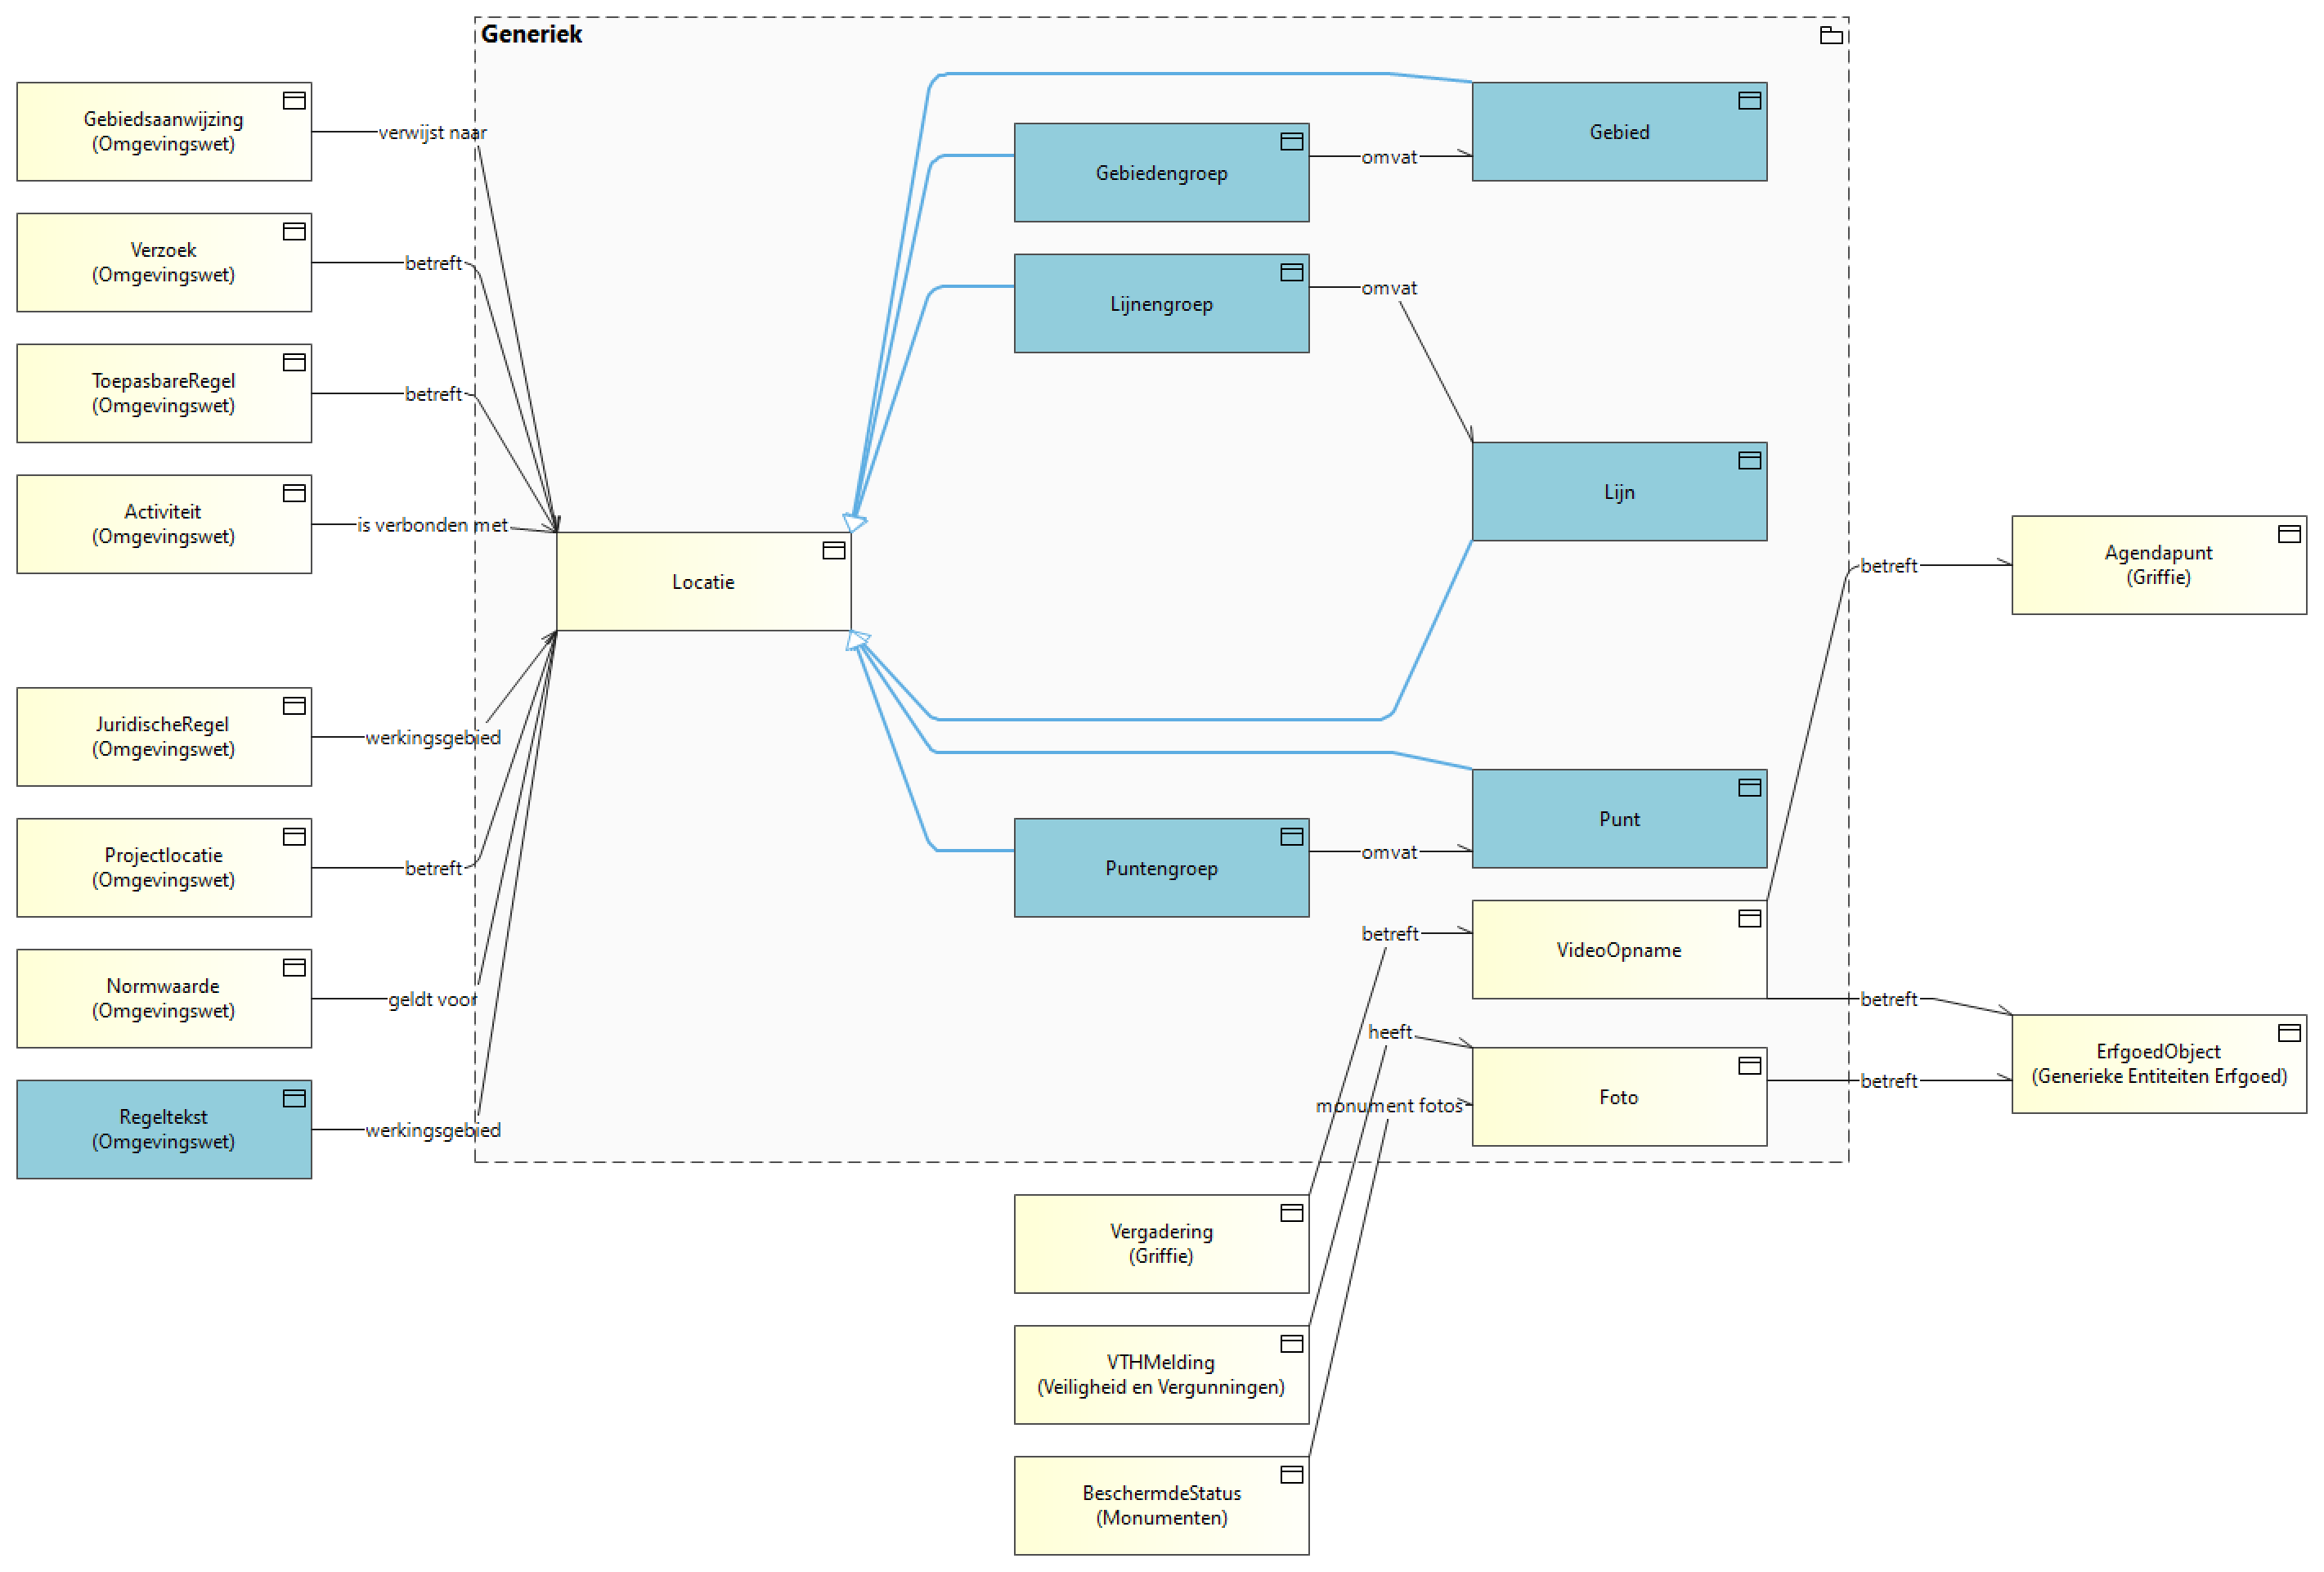 Generiek
Gebiedsaanwijzing
(Omgevingswet)
verwijst naar
Verzoek
(Omgevingswet)
betreft
ToepasbareRegel
(Omgevingswet)
betreft
Activiteit
(Omgevingswet)
is verbonden met
JuridischeRegel
(Omgevingswet)
werkingsgebied
Projectlocatie
(Omgevingswet)
betreft
Normwaarde
(Omgevingswet)
geldt voor
Regeltekst
(Omgevingswet)
werkingsgebied
Locatie
Gebiedengroep
omvat
Gebied
Lijnengroep
omvat
Lijn
Puntengroep
omvat
Punt
betreft
VideoOpname
heeft
monument fotos
Foto
betreft
Agendapunt
(Griffie)
betreft
betreft
ErfgoedObject
(Generieke Entiteiten Erfgoed)
Vergadering
(Griffie)
VTHMelding
(Veiligheid en Vergunningen)
BeschermdeStatus
(Monumenten)